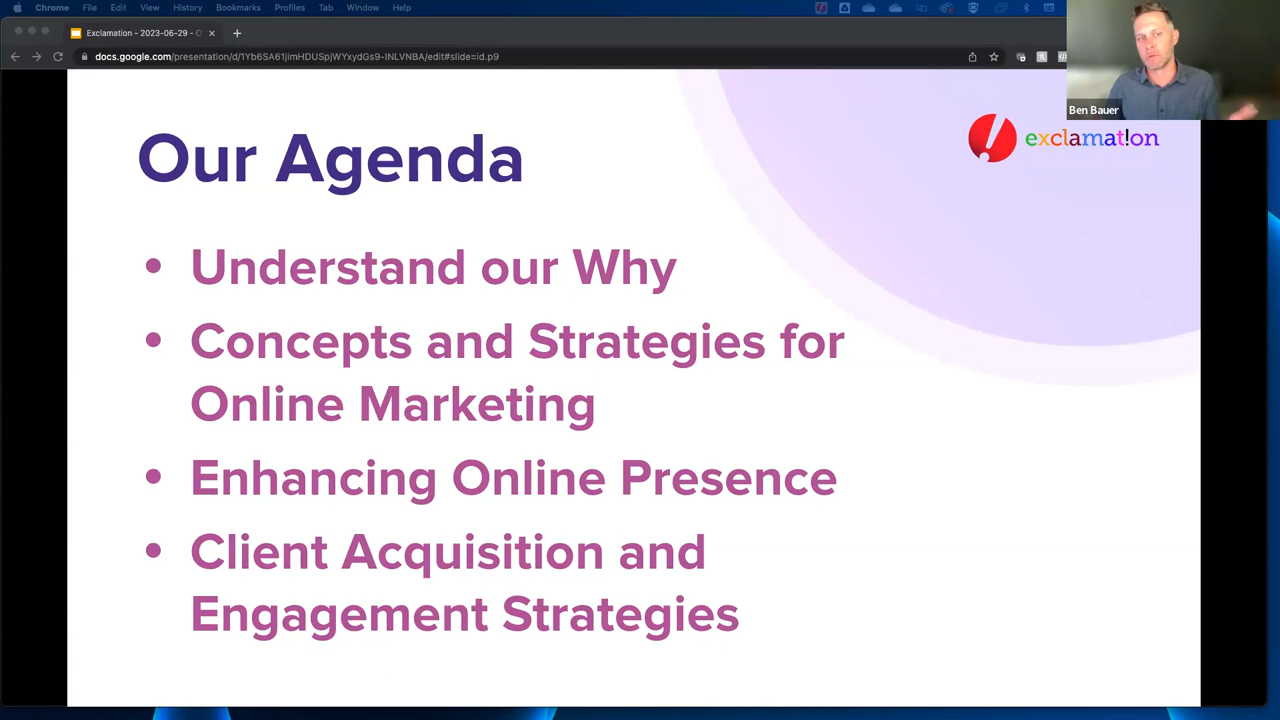 Chrome File Edit View History Bookmarks Profiles Tab Window Help
Exclamation - 2023-06-29 -
docs.google.com/presentation/d/1Yb6SA61jimHDUSpjWYxydGs9-INLVNBA/edit#slide=id.p9
Ben Bauer
exclamat!on
Our Agenda
• Understand our Why
• Concepts and Strategies for
Online Marketing
• Enhancing Online Presence
• Client Acquisition and
Engagement Strategies